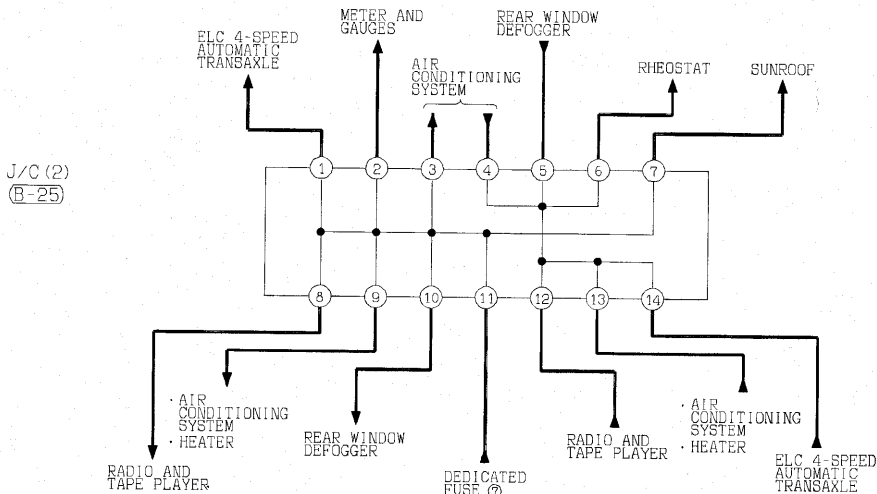 METER AND
GAUGES
REAR WINDOW
DEFOGGER
ELC 4-SPEED
AUTOMATIC
TRANSAXLE
AIR
CONDITIONING
SYSTEM
RHEOSTAT
SUNROOF
J/C (2)
B-25
1 2 3 4 5 6 7
8 9 10 11 12 13 14
· AIR
CONDITIONING
SYSTEM
· HEATER
REAR WINDOW
DEFOGGER
RADIO AND
TAPE PLAYER
DEDICATED
FUSE ⑦
RADIO AND
TAPE PLAYER
· AIR
CONDITIONING
SYSTEM
· HEATER
ELC 4-SPEED
AUTOMATIC
TRANSAXLE